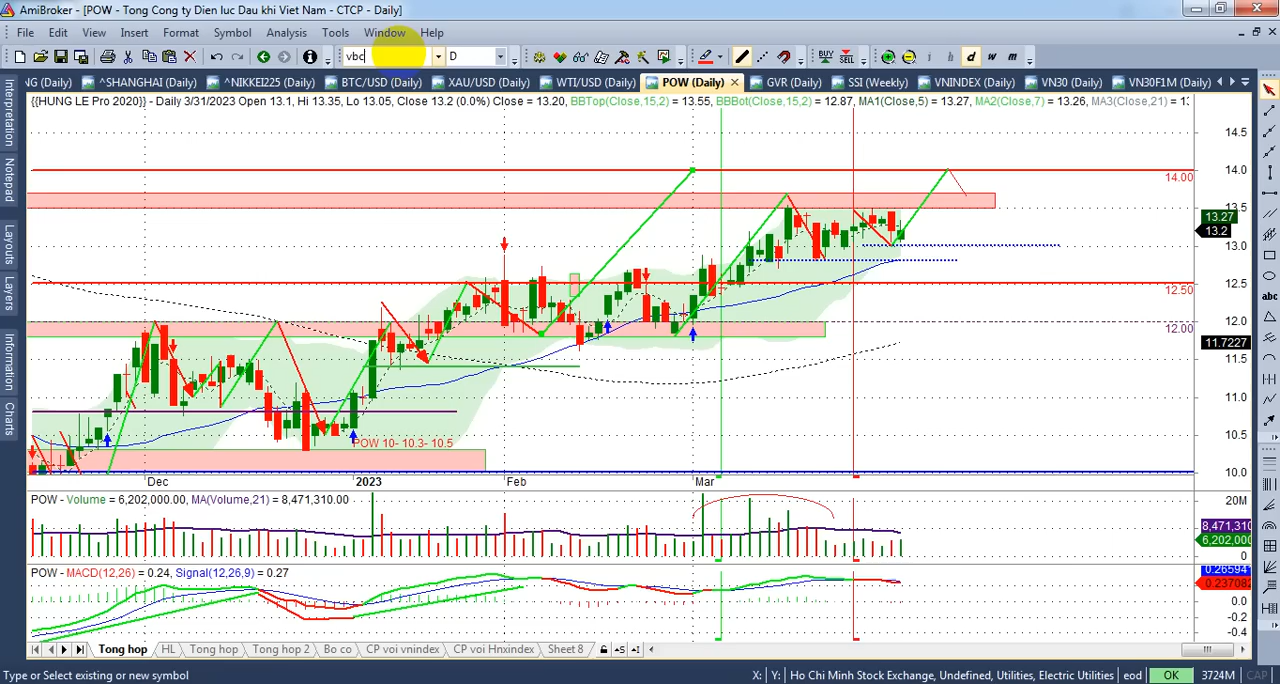 AmiBroker - [POW - Tong Cong ty Dien luc Dau khi Viet Nam - CTCP - Daily]
File Edit View Insert Format Symbol Analysis Tools Window Help
vbc D BUY SELL i h d w m
NG (Daily) ^SHANGHAI (Daily) ^NIKKEI225 (Daily) BTC/USD (Daily) XAU/USD (Daily) WTI/USD (Daily) POW (Daily) GVR (Daily) SSI (Weekly) VNINDEX (Daily) VN30 (Daily) VN30F1M (Daily)
{{HUNG LE Pro 2020}} - Daily 3/31/2023 Open 13.1, Hi 13.35, Lo 13.05, Close 13.2 (0.0%) Close = 13.20, BBTop(Close,15,2) = 13.55, BBBot(Close,15,2) = 12.87, MA1(Close,5) = 13.27, MA2(Close,7) = 13.26, MA3(Close,21) = 13
Interpretation
Notepad
Layouts
Layers
Information
Charts
14.5
14.0
14.00
13.5
13.27
13.2
13.0
12.5
12.50
12.0
12.00
11.7227
11.5
11.0
10.5
10.0
abc
POW 10- 10.3- 10.5
Dec 2023 Feb Mar
POW - Volume = 6,202,000.00, MA(Volume,21) = 8,471,310.00
20M
8,471,310
6,202,000
0
POW - MACD(12,26) = 0.24, Signal(12,26,9) = 0.27
0.26594
0.237082
0.0
-0.2
-0.4
Tong hop HL Tong hop Tong hop 2 Bo co CP voi vnindex CP voi Hnxindex Sheet 8
Type or Select existing or new symbol X: Y: Ho Chi Minh Stock Exchange, Undefined, Utilities, Electric Utilities eod OK 3724M CAP